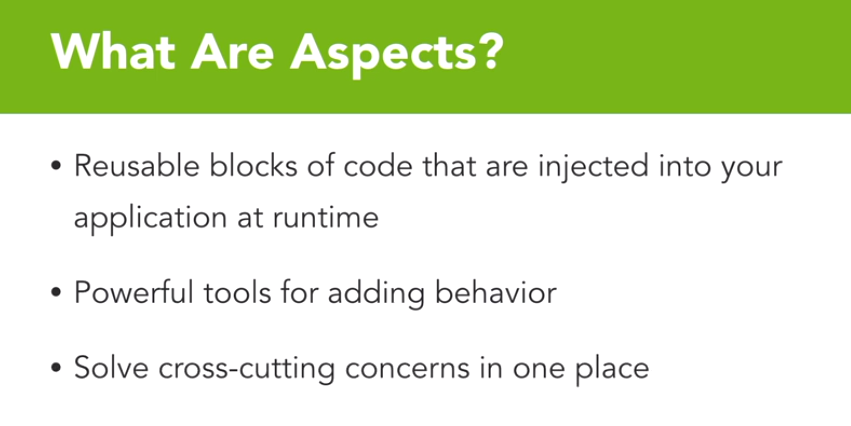 What Are Aspects?
• Reusable blocks of code that are injected into your
application at runtime
• Powerful tools for adding behavior
• Solve cross-cutting concerns in one place